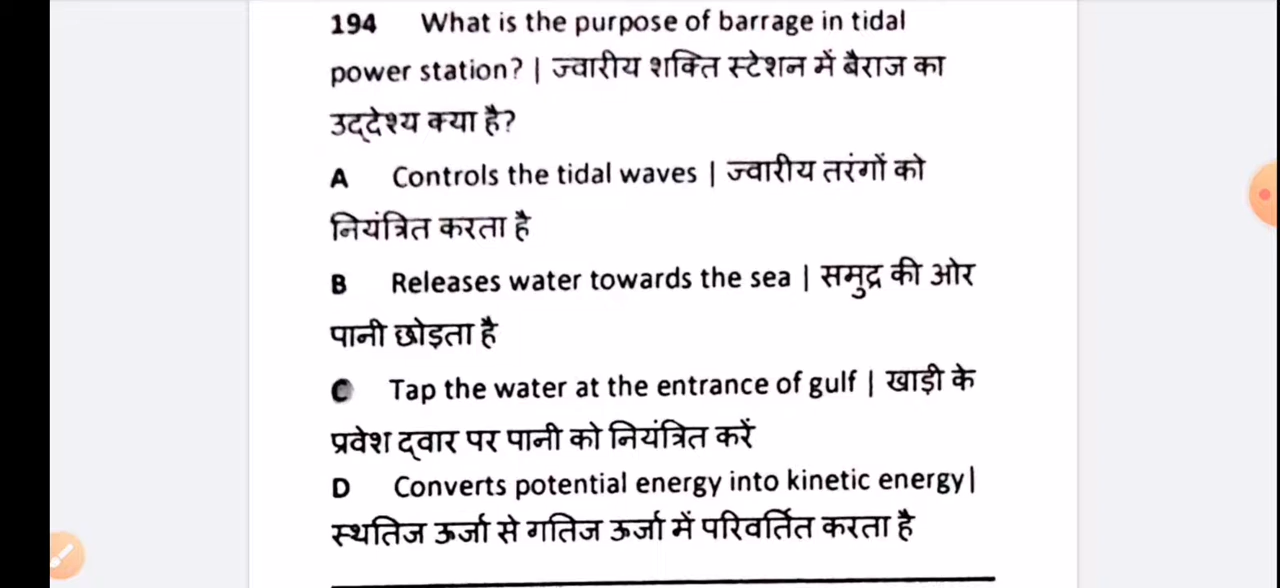 194 What is the purpose of barrage in tidal
power station? | ज्वारीय शक्ति स्टेशन में बैराज का
उद्देश्य क्या है?
A Controls the tidal waves | ज्वारीय तरंगों को
नियंत्रित करता है
B Releases water towards the sea | समुद्र की ओर
पानी छोड़ता है
C Tap the water at the entrance of gulf | खाड़ी के
प्रवेश द्वार पर पानी को नियंत्रित करें
D Converts potential energy into kinetic energy|
स्थतिज ऊर्जा से गतिज ऊर्जा में परिवर्तित करता है